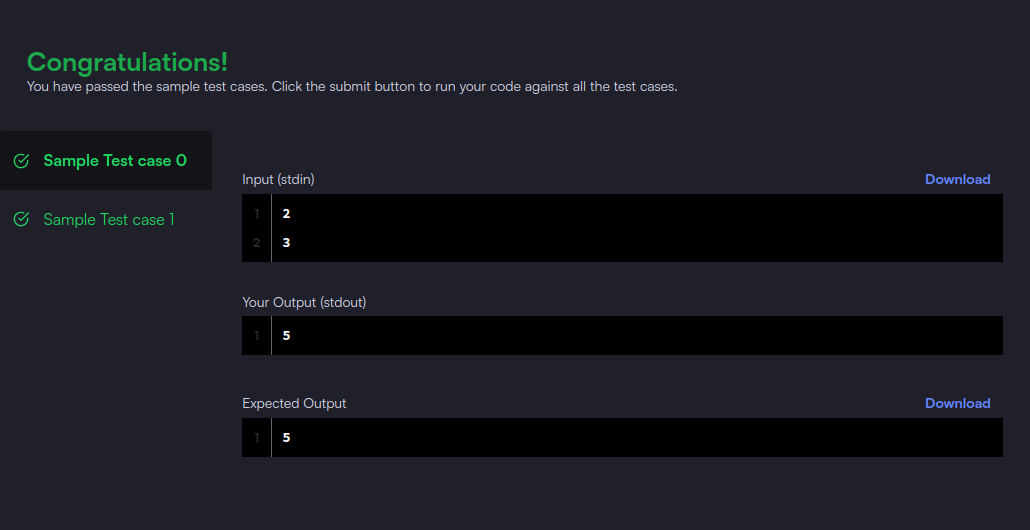 Congratulations!
You have passed the sample test cases. Click the submit button to run your code against all the test cases.
Sample Test case 0
Sample Test case 1
Input (stdin)
Download
1 2
2 3
Your Output (stdout)
1 5
Expected Output
Download
1 5